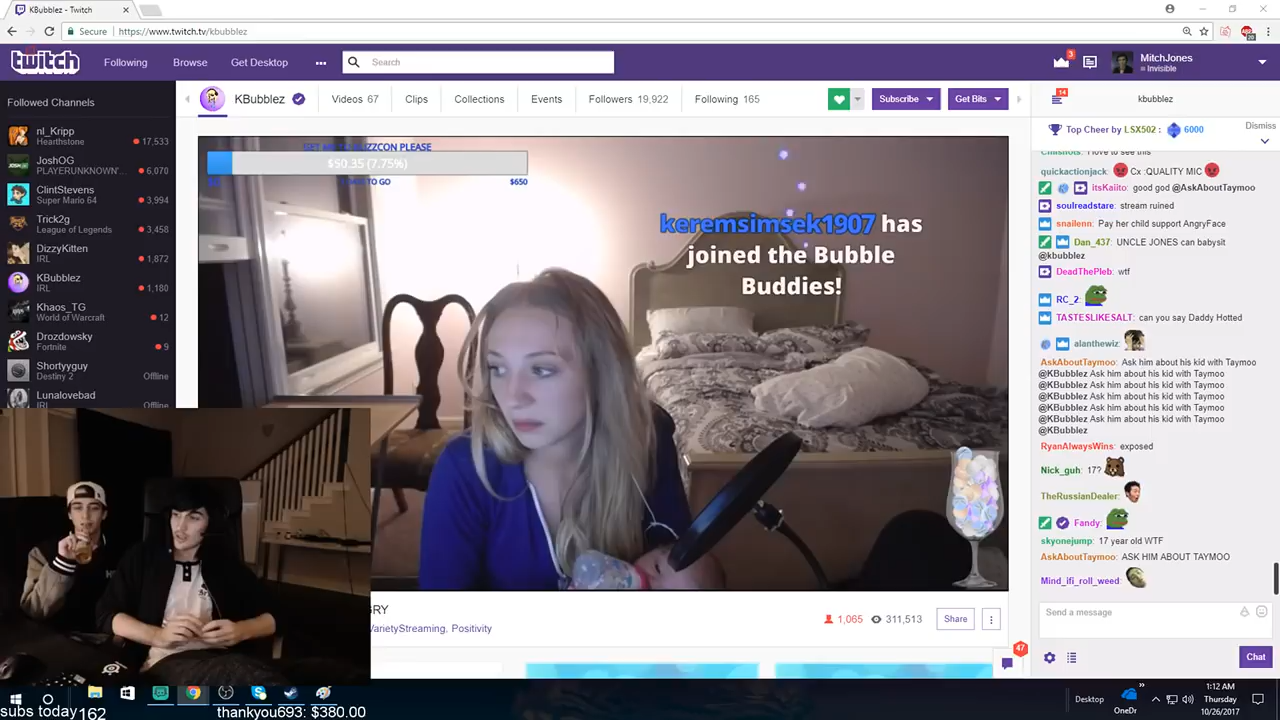 KBubblez - Twitch
Secure
https://www.twitch.tv/kbubblez
twitch
Following
Browse
Get Desktop
Search
3
MitchJones
Invisible
Followed Channels
nl_Kripp
Hearthstone
17,533
JoshOG
PLAYERUNKNOWN'...
6,070
ClintStevens
Super Mario 64
3,994
Trick2g
League of Legends
3,458
DizzyKitten
IRL
1,872
KBubblez
IRL
1,180
Khaos_TG
World of Warcraft
12
Drozdowsky
Fortnite
9
Shortyyguy
Destiny 2
Offline
Lunalovebad
IRL
Offline
KBubblez
Videos 67
Clips
Collections
Events
Followers 19,922
Following 165
Subscribe
Get Bits
$50.35 (7.75%)
$650
keremsimsek1907 has
joined the Bubble
Buddies!
GRY
VarietyStreaming, Positivity
1,065
311,513
Share
47
14
kbubblez
Top Cheer by LSX502 :
6000
Dismiss
quickactionjack: Cx :QUALITY MIC
itsKaiito: good god @AskAboutTaymoo
soulreadstare: stream ruined
snailenn: Pay her child support AngryFace
Dan_437: UNCLE JONES can babysit
@kbubblez
DeadThePleb: wtf
RC_2:
TASTESLIKESALT: can you say Daddy Hotted
alanthewiz:
AskAboutTaymoo: Ask him about his kid with Taymoo
@KBubblez Ask him about his kid with Taymoo
@KBubblez Ask him about his kid with Taymoo
@KBubblez Ask him about his kid with Taymoo
@KBubblez Ask him about his kid with Taymoo
@KBubblez Ask him about his kid with Taymoo
@KBubblez
RyanAlwaysWins: exposed
Nick_guh: 17?
TheRussianDealer:
Fandy:
skyonejump: 17 year old WTF
AskAboutTaymoo: ASK HIM ABOUT TAYMOO
Mind_ifi_roll_weed:
Send a message
Chat
subs today 162
thankyou693: $380.00
Desktop
OneDr
1:12 AM
Thursday
10/26/2017